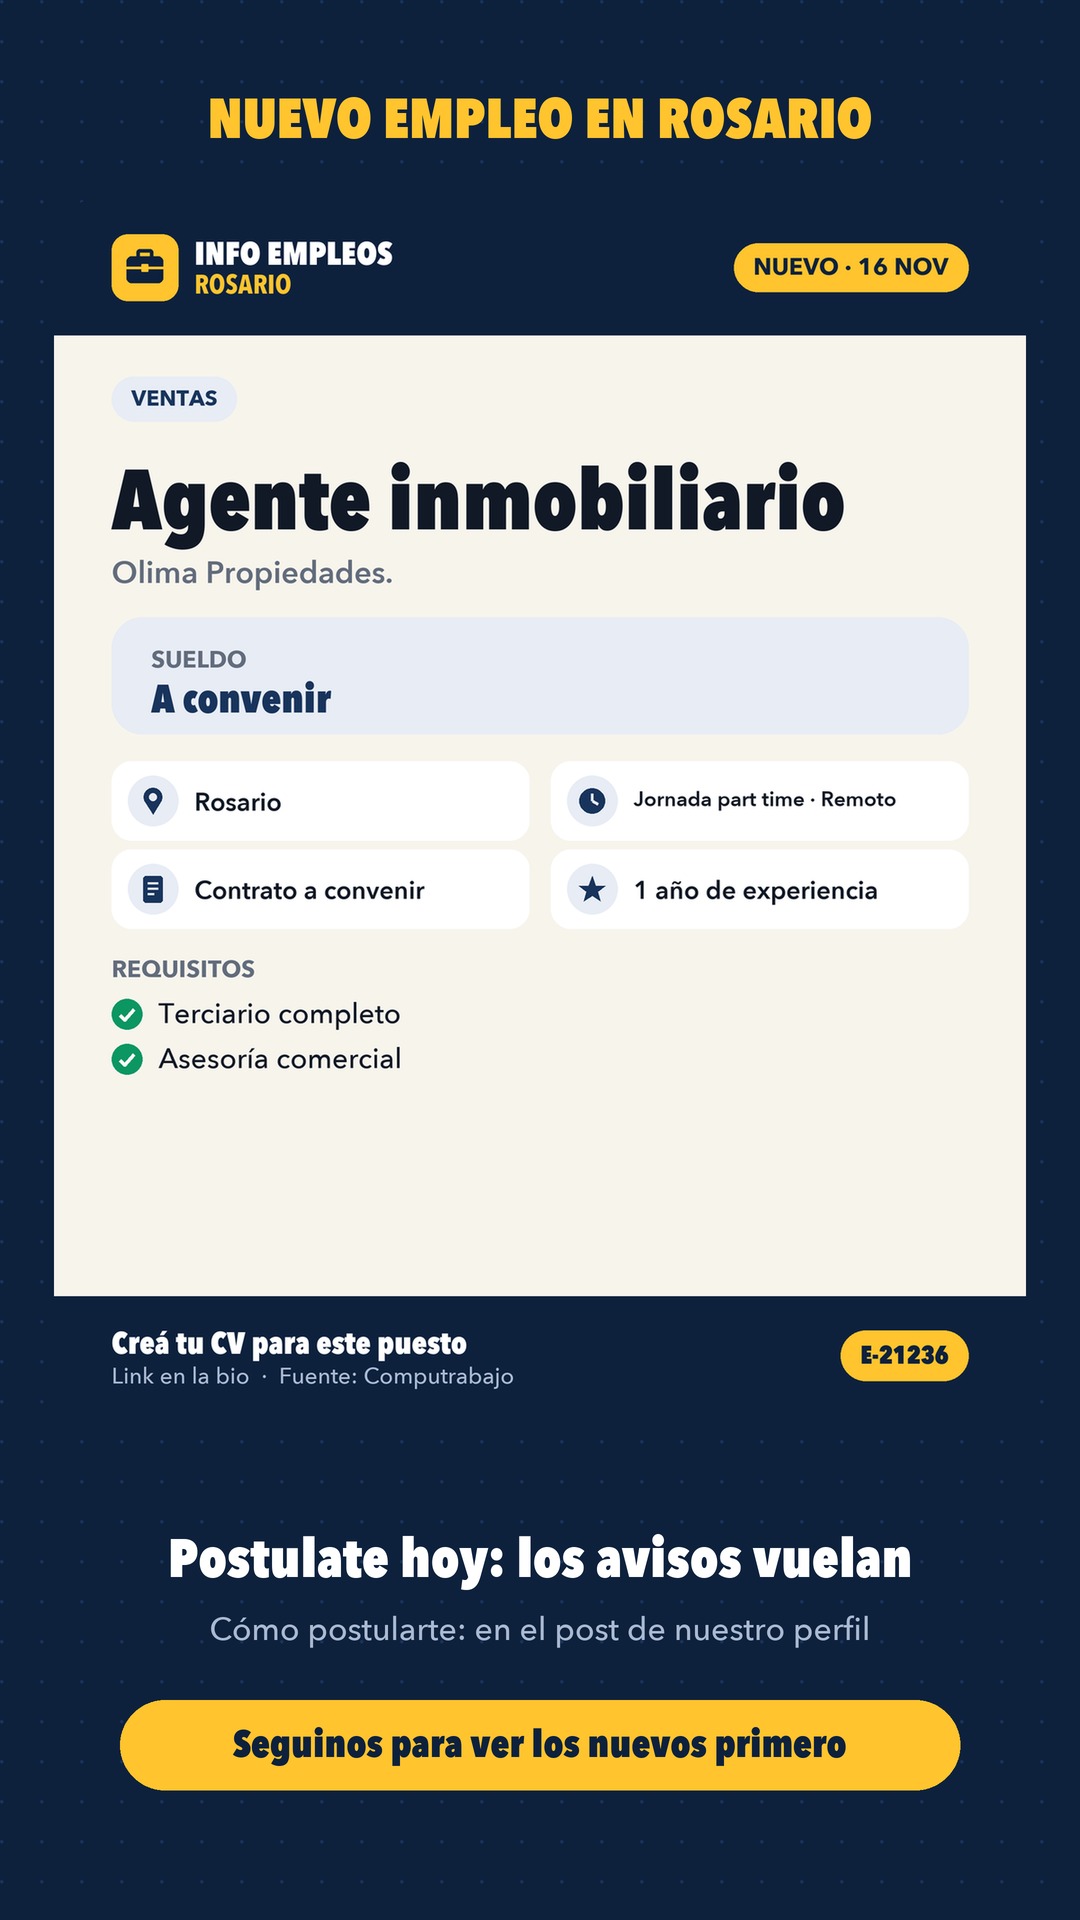 NUEVO EMPLEO EN ROSARIO
INFO EMPLEOS
ROSARIO
NUEVO · 16 NOV
VENTAS
Agente inmobiliario
Olima Propiedades.
SUELDO
A convenir
Rosario
Jornada part time · Remoto
Contrato a convenir
1 año de experiencia
REQUISITOS
Terciario completo
Asesoría comercial
Creá tu CV para este puesto
Link en la bio · Fuente: Computrabajo
E-21236
Postulate hoy: los avisos vuelan
Cómo postularte: en el post de nuestro perfil
Seguinos para ver los nuevos primero